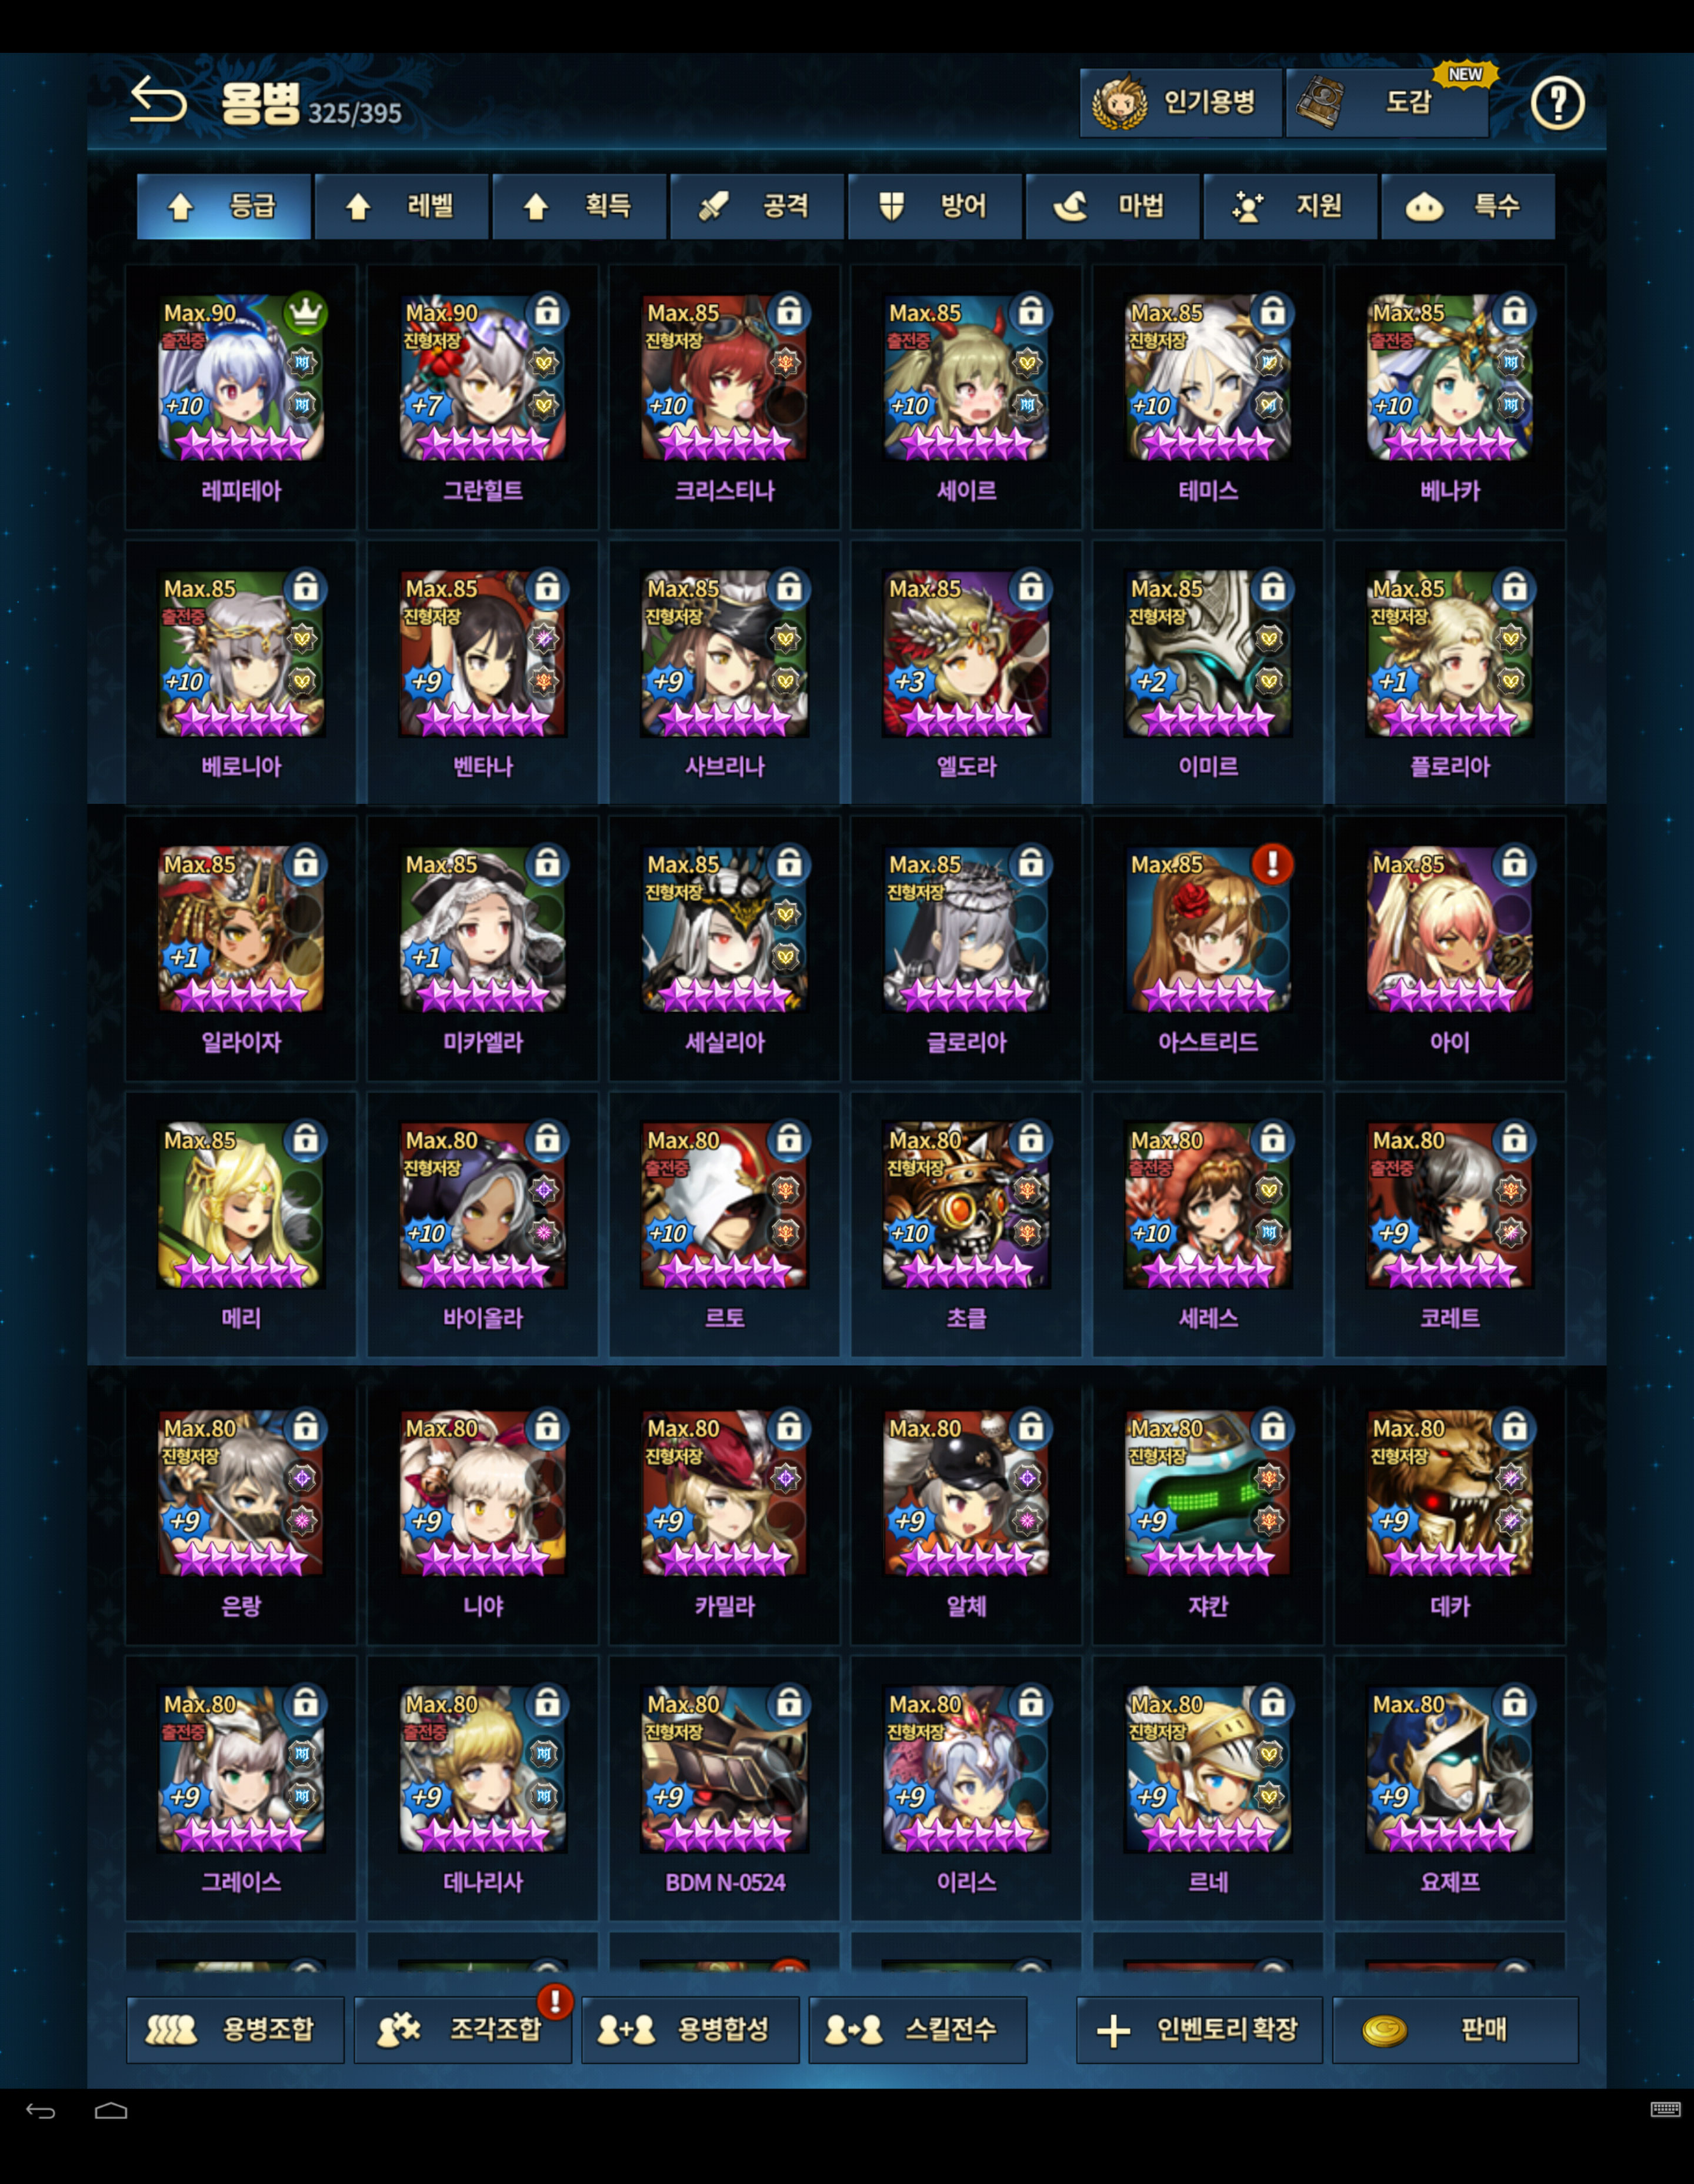 용병 325/395
인기용병
도감
NEW
?
등급
레벨
획득
공격
방어
마법
지원
특수
Max.90
출전중
+10
레피테아
Max.90
진형저장
+7
그란힐트
Max.85
진형저장
+10
크리스티나
Max.85
출전중
+10
세이르
Max.85
진형저장
+10
테미스
Max.85
출전중
+10
베나카
Max.85
출전중
+10
베로니아
Max.85
진형저장
+9
벤타나
Max.85
진형저장
+9
사브리나
Max.85
+3
엘도라
Max.85
진형저장
+2
이미르
Max.85
진형저장
+1
플로리아
Max.85
+1
일라이자
Max.85
+1
미카엘라
Max.85
진형저장
세실리아
Max.85
진형저장
글로리아
Max.85
!
아스트리드
Max.85
아이
Max.85
메리
Max.80
진형저장
+10
바이올라
Max.80
출전중
+10
르토
Max.80
진형저장
+10
초클
Max.80
출전중
+10
세레스
Max.80
출전중
+9
코레트
Max.80
진형저장
+9
은랑
Max.80
+9
니야
Max.80
진형저장
+9
카밀라
Max.80
+9
알체
Max.80
진형저장
+9
쟈칸
Max.80
진형저장
+9
데카
Max.80
출전중
+9
그레이스
Max.80
출전중
+9
데나리사
Max.80
진형저장
+9
BDM N-0524
Max.80
진형저장
+9
이리스
Max.80
진형저장
+9
르네
Max.80
+9
요제프
용병조합
조각조합
!
용병합성
스킬전수
인벤토리 확장
판매